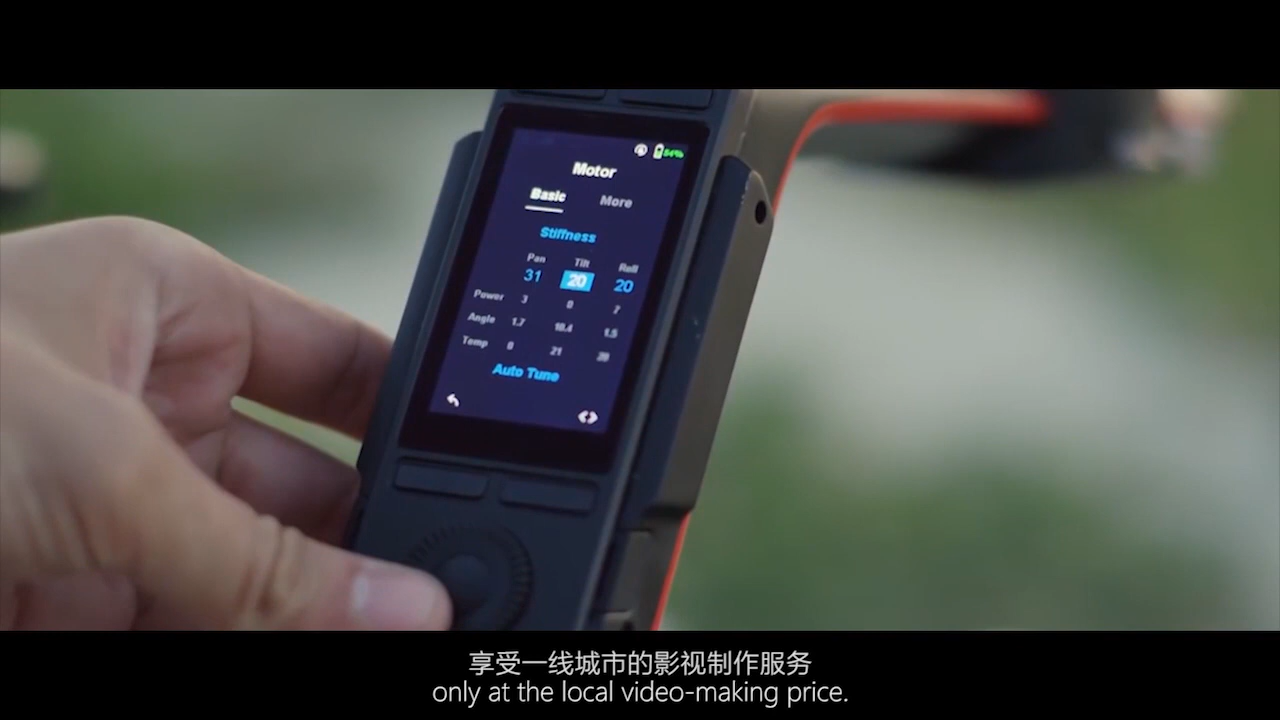 54%
Motor
Basic More
Stiffness
Pan Tilt Roll
31 20 20
Power 3 0 7
Angle 1.7 18.4 1.5
Temp 0 21
Auto Tune
享受一线城市的影视制作服务
only at the local video-making price.